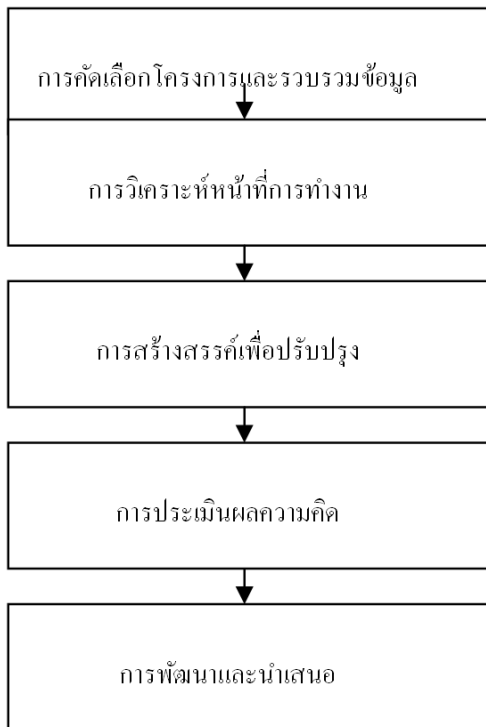 การคัดเลือกโครงการและรวบรวมข้อมูล
การวิเคราะห์หน้าที่การทำงาน
การสร้างสรรค์เพื่อปรับปรุง
การประเมินผลความคิด
การพัฒนาและนำเสนอ